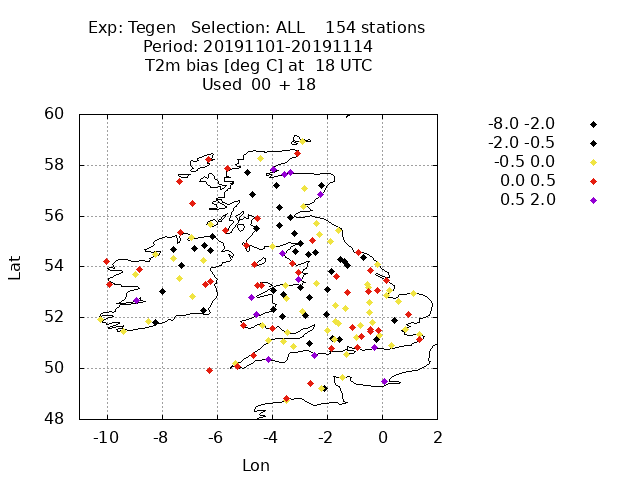 Exp: Tegen   Selection: ALL    154 stations
Period: 20191101-20191114
T2m bias [deg C] at  18 UTC
Used  00  + 18
-8.0 -2.0
-2.0 -0.5
-0.5 0.0
0.0 0.5
0.5 2.0
60
58
56
54
52
50
48
Lat
-10 -8 -6 -4 -2 0 2
Lon